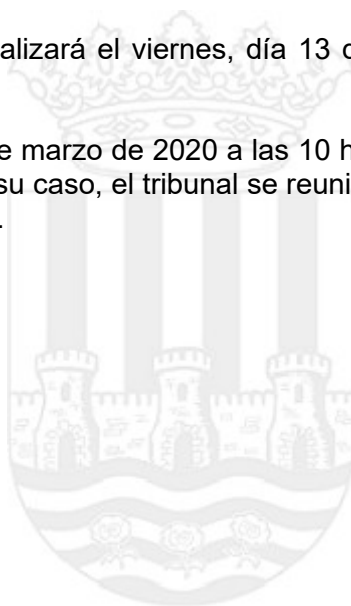 alizará el viernes, día 13 d
e marzo de 2020 a las 10 h
su caso, el tribunal se reuni
.